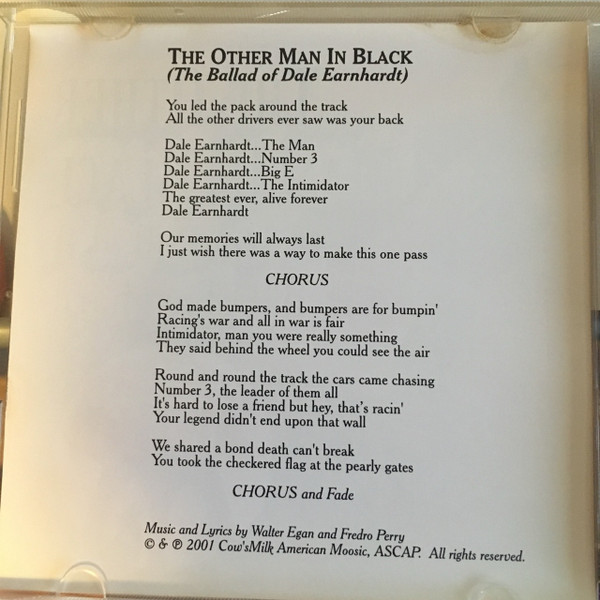 THE OTHER MAN IN BLACK
(The Ballad of Dale Earnhardt)
You led the pack around the track
All the other drivers ever saw was your back
Dale Earnhardt...The Man
Dale Earnhardt...Number 3
Dale Earnhardt...Big E
Dale Earnhardt...The Intimidator
The greatest ever, alive forever
Dale Earnhardt
Our memories will always last
I just wish there was a way to make this one pass
CHORUS
God made bumpers, and bumpers are for bumpin'
Racing's war and all in war is fair
Intimidator, man you were really something
They said behind the wheel you could see the air
Round and round the track the cars came chasing
Number 3, the leader of them all
It's hard to lose a friend but hey, that's racin'
Your legend didn't end upon that wall
We shared a bond death can't break
You took the checkered flag at the pearly gates
CHORUS and Fade
Music and Lyrics by Walter Egan and Fredro Perry
© & ℗ 2001 Cow'sMilk American Moosic, ASCAP. All rights reserved.